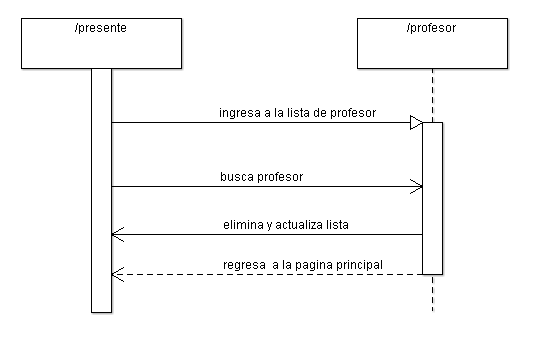 /presente
/profesor
ingresa a la lista de profesor
busca profesor
elimina y actualiza lista
regresa  a la pagina principal